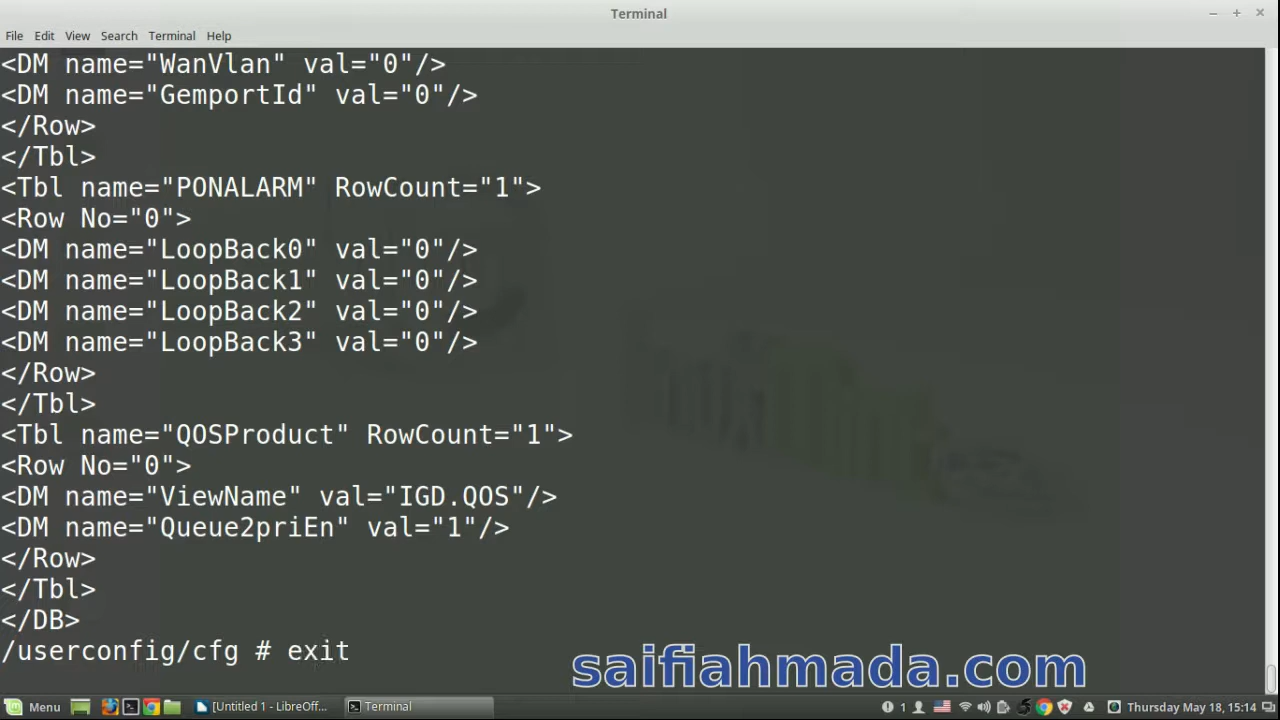 Terminal
File Edit View Search Terminal Help
<DM name="WanVlan" val="0"/>
<DM name="GemportId" val="0"/>
</Row>
</Tbl>
<Tbl name="PONALARM" RowCount="1">
<Row No="0">
<DM name="LoopBack0" val="0"/>
<DM name="LoopBack1" val="0"/>
<DM name="LoopBack2" val="0"/>
<DM name="LoopBack3" val="0"/>
</Row>
</Tbl>
<Tbl name="QOSProduct" RowCount="1">
<Row No="0">
<DM name="ViewName" val="IGD.QOS"/>
<DM name="Queue2priEn" val="1"/>
</Row>
</Tbl>
</DB>
/userconfig/cfg # exit
saifiahmada.com
Menu [Untitled 1 - LibreOff... Terminal 1 Thursday May 18, 15:14